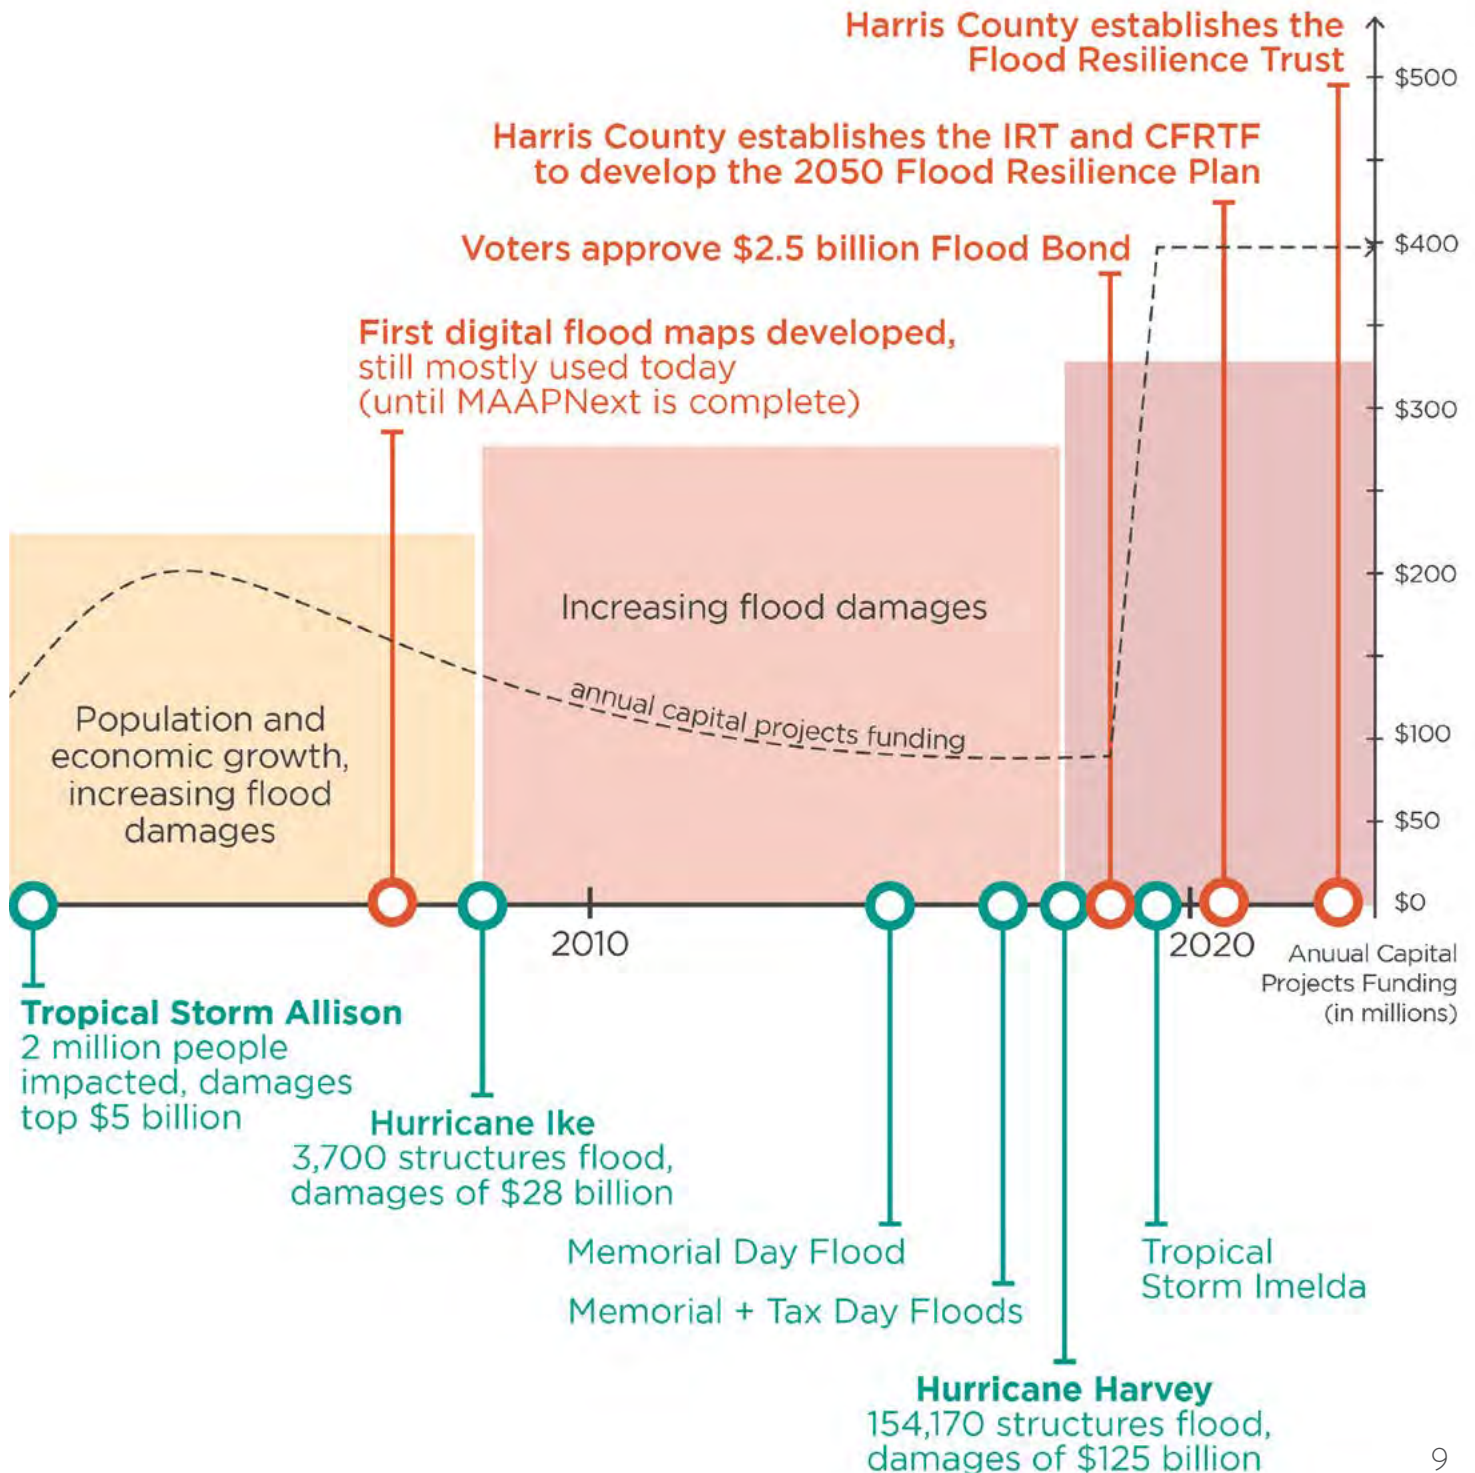 Harris County establishes the
Flood Resilience Trust
$500
Harris County establishes the IRT and CFRTF
to develop the 2050 Flood Resilience Plan
Voters approve $2.5 billion Flood Bond
$400
First digital flood maps developed,
still mostly used today
(until MAAPNext is complete)
$300
$200
Increasing flood damages
annual capital projects funding
Population and
economic growth,
increasing flood
damages
$100
$50
$0
2010
2020
Anuual Capital
Projects Funding
(in millions)
Tropical Storm Allison
2 million people
impacted, damages
top $5 billion
Hurricane Ike
3,700 structures flood,
damages of $28 billion
Memorial Day Flood
Memorial + Tax Day Floods
Tropical
Storm Imelda
Hurricane Harvey
154,170 structures flood,
damages of $125 billion
9